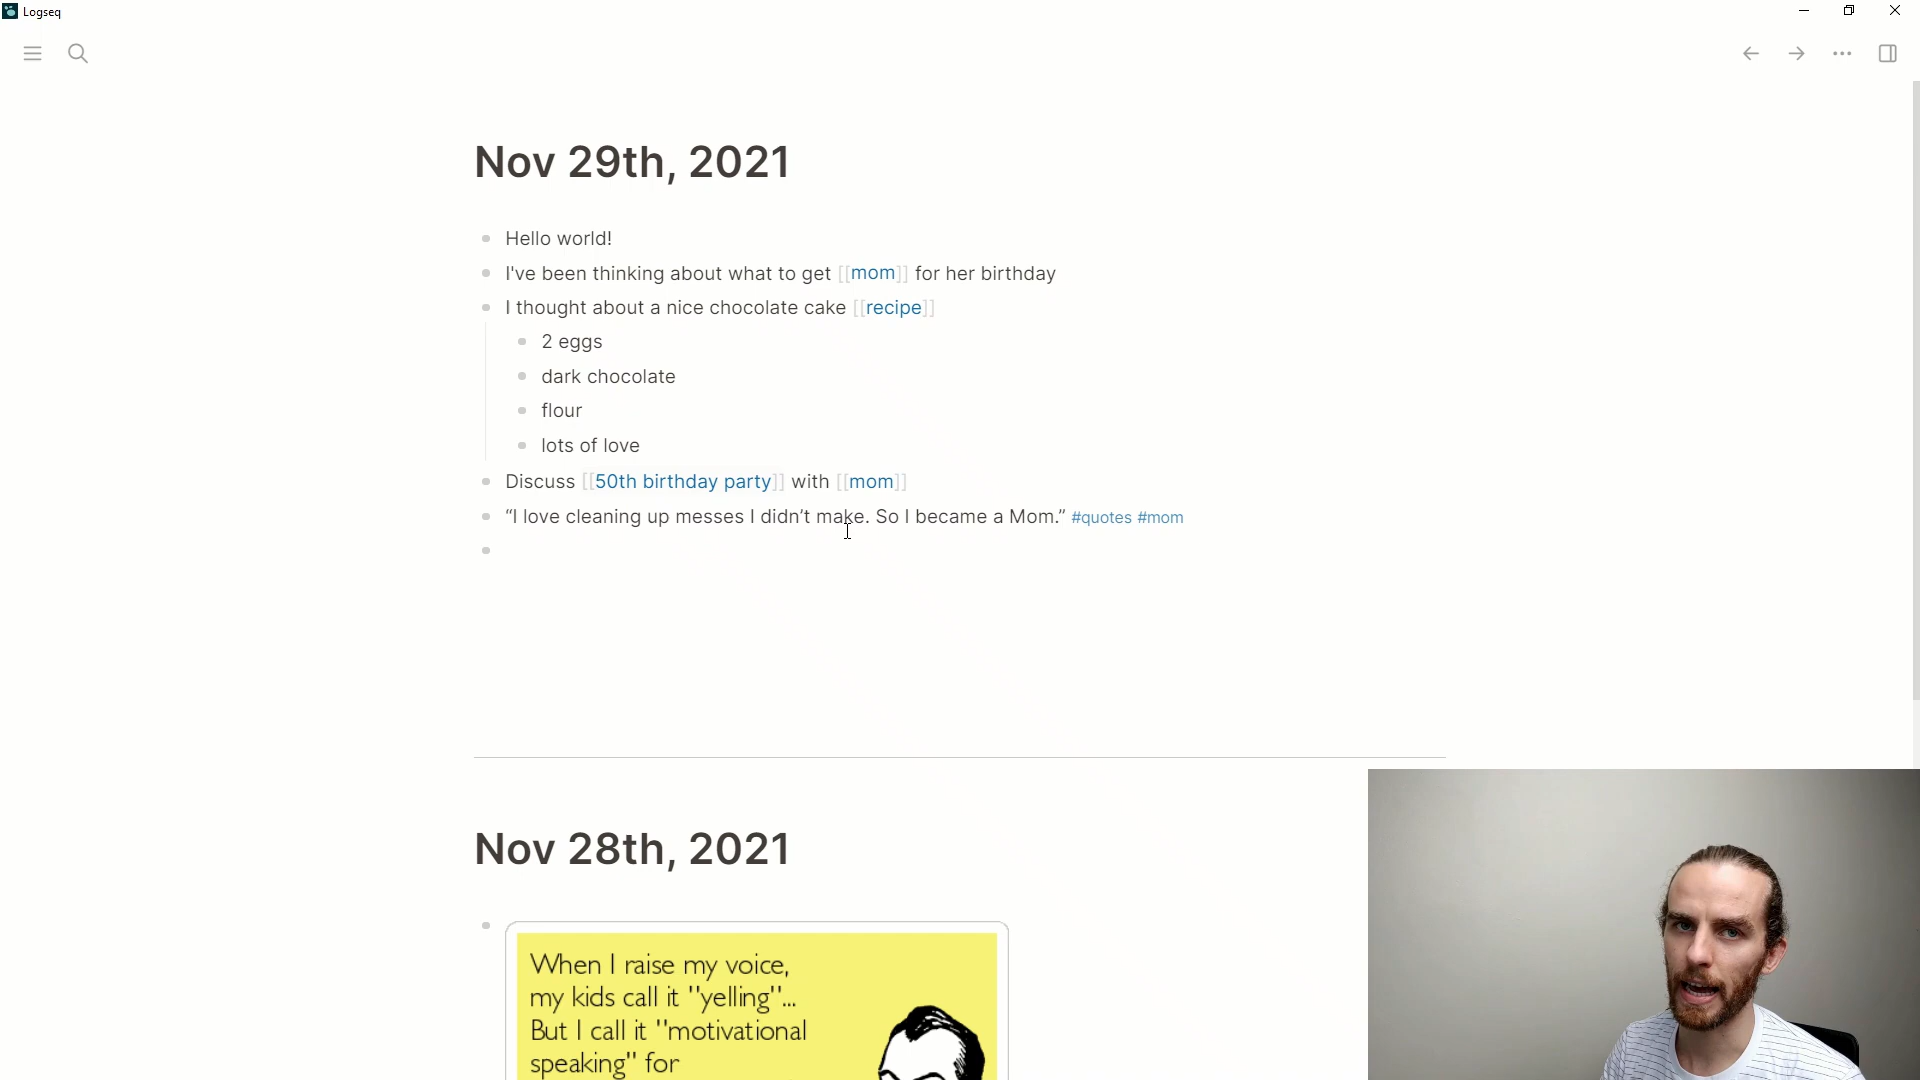 Logseq
Nov 29th, 2021
Hello world!
I've been thinking about what to get [[mom]] for her birthday
I thought about a nice chocolate cake [[recipe]]
2 eggs
dark chocolate
flour
lots of love
Discuss [[50th birthday party]] with [[mom]]
“I love cleaning up messes I didn’t make. So I became a Mom.” #quotes #mom
Nov 28th, 2021
When I raise my voice,
my kids call it "yelling"...
But I call it "motivational
speaking" for